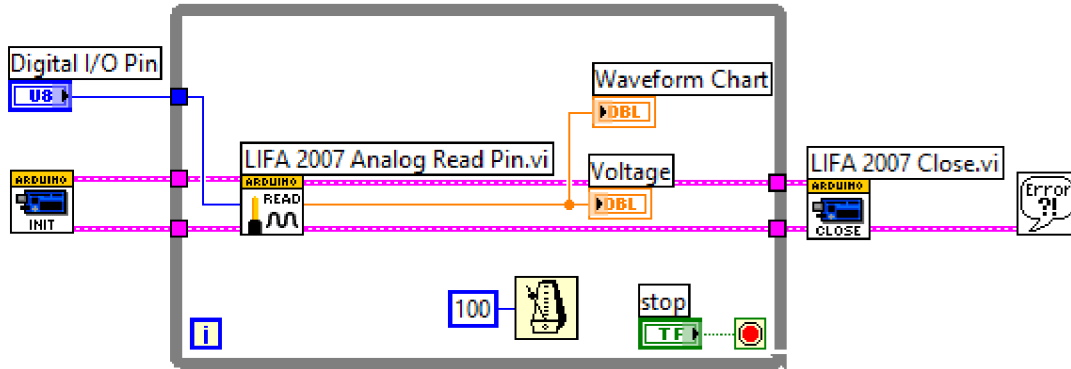 Digital I/O Pin
U8
Waveform Chart
DBL
LIFA 2007 Analog Read Pin.vi
LIFA 2007 Close.vi
Voltage
DBL
ARDUINO
INIT
ARDUINO
READ
ARDUINO
CLOSE
Error
?!
100
stop
TF
i